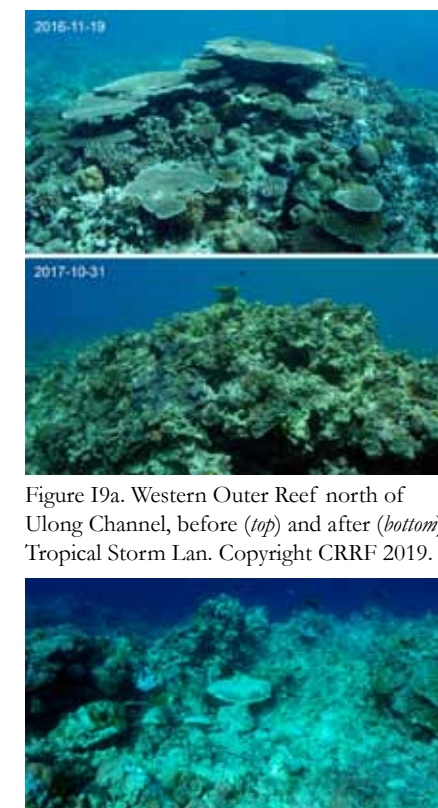 2016-11-19
2017-10-31
Figure I9a. Western Outer Reef north of
Ulong Channel, before (top) and after (bottom)
Tropical Storm Lan. Copyright CRRF 2019.